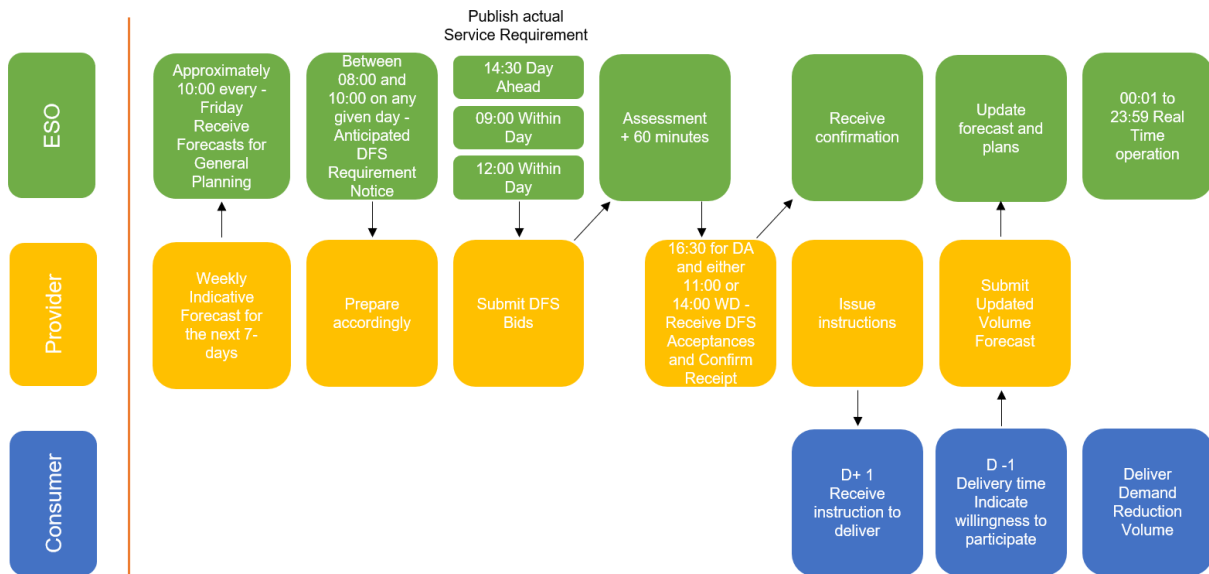 Publish actual
Service Requirement
ESO
Approximately
10:00 every -
Friday
Receive
Forecasts for
General
Planning
Between
08:00 and
10:00 on any
given day -
Anticipated
DFS
Requirement
Notice
14:30 Day
Ahead
09:00 Within
Day
12:00 Within
Day
Assessment
+ 60 minutes
Receive
confirmation
Update
forecast and
plans
00:01 to
23:59 Real
Time
operation
Provider
Weekly
Indicative
Forecast for
the next 7-
days
Prepare
accordingly
Submit DFS
Bids
16:30 for DA
and either
11:00 or
14:00 WD -
Receive DFS
Acceptances
and Confirm
Receipt
Issue
instructions
Submit
Updated
Volume
Forecast
Consumer
D+ 1
Receive
instruction to
deliver
D -1
Delivery time
Indicate
willingness to
participate
Deliver
Demand
Reduction
Volume